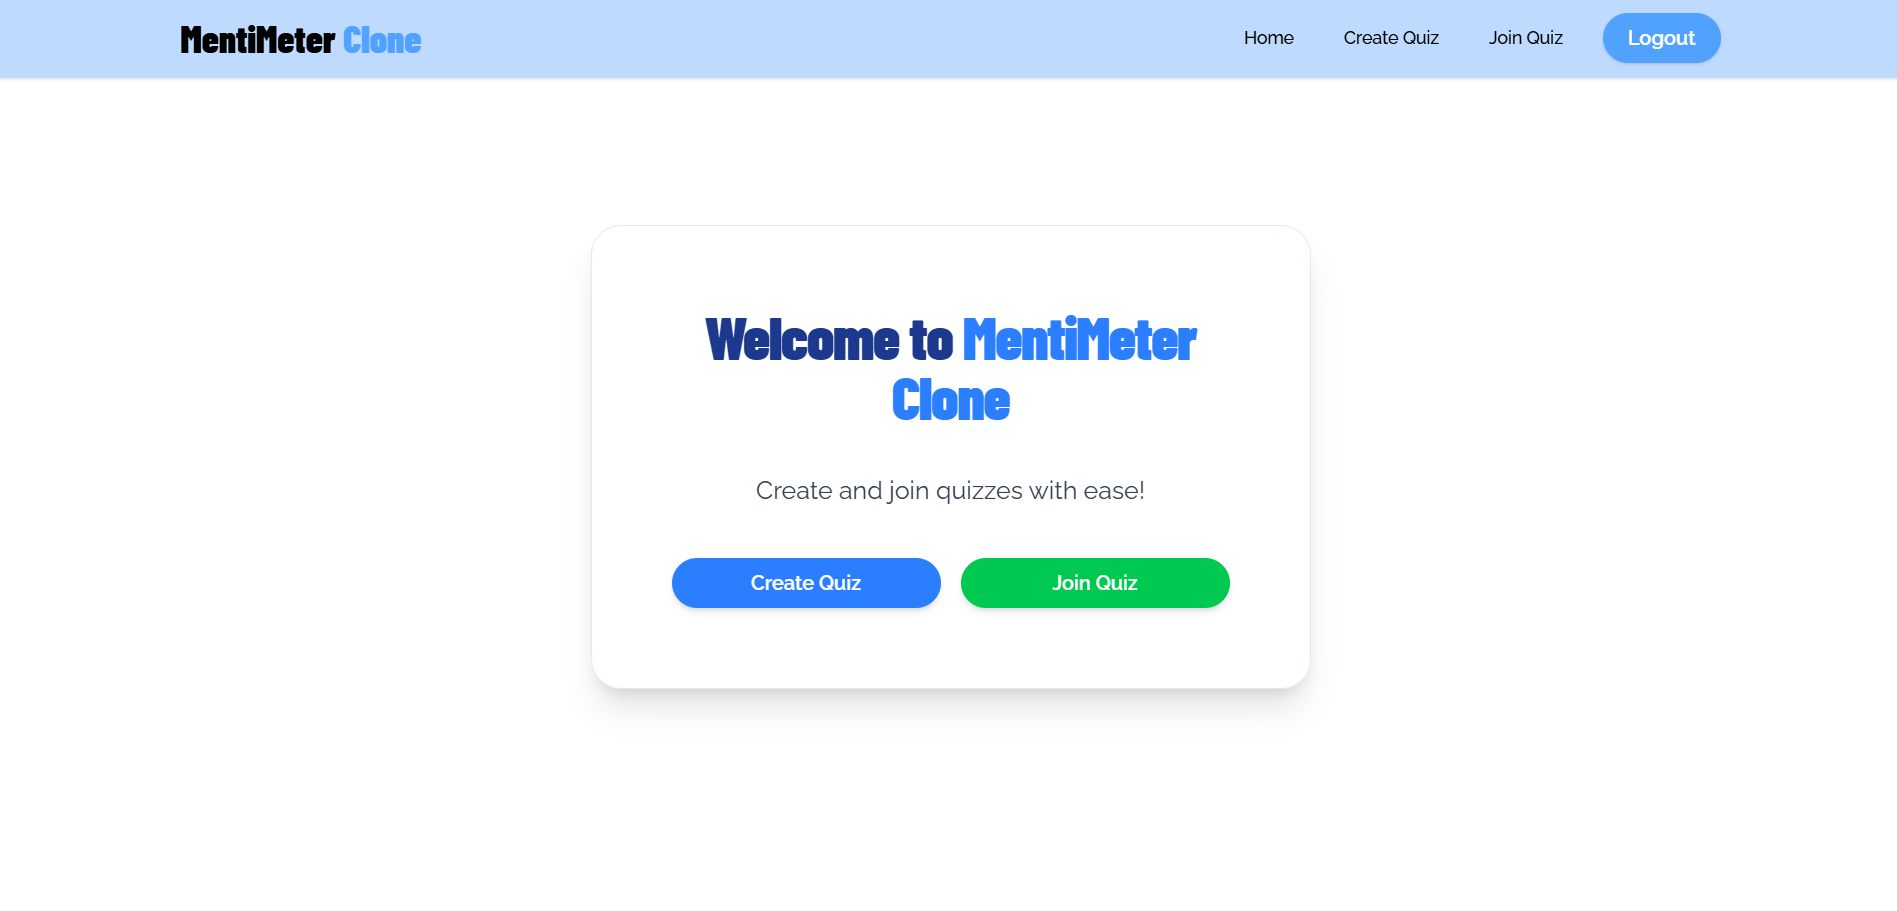 MentiMeter Clone
Home
Create Quiz
Join Quiz
Logout
Welcome to MentiMeter
Clone
Create and join quizzes with ease!
Create Quiz
Join Quiz